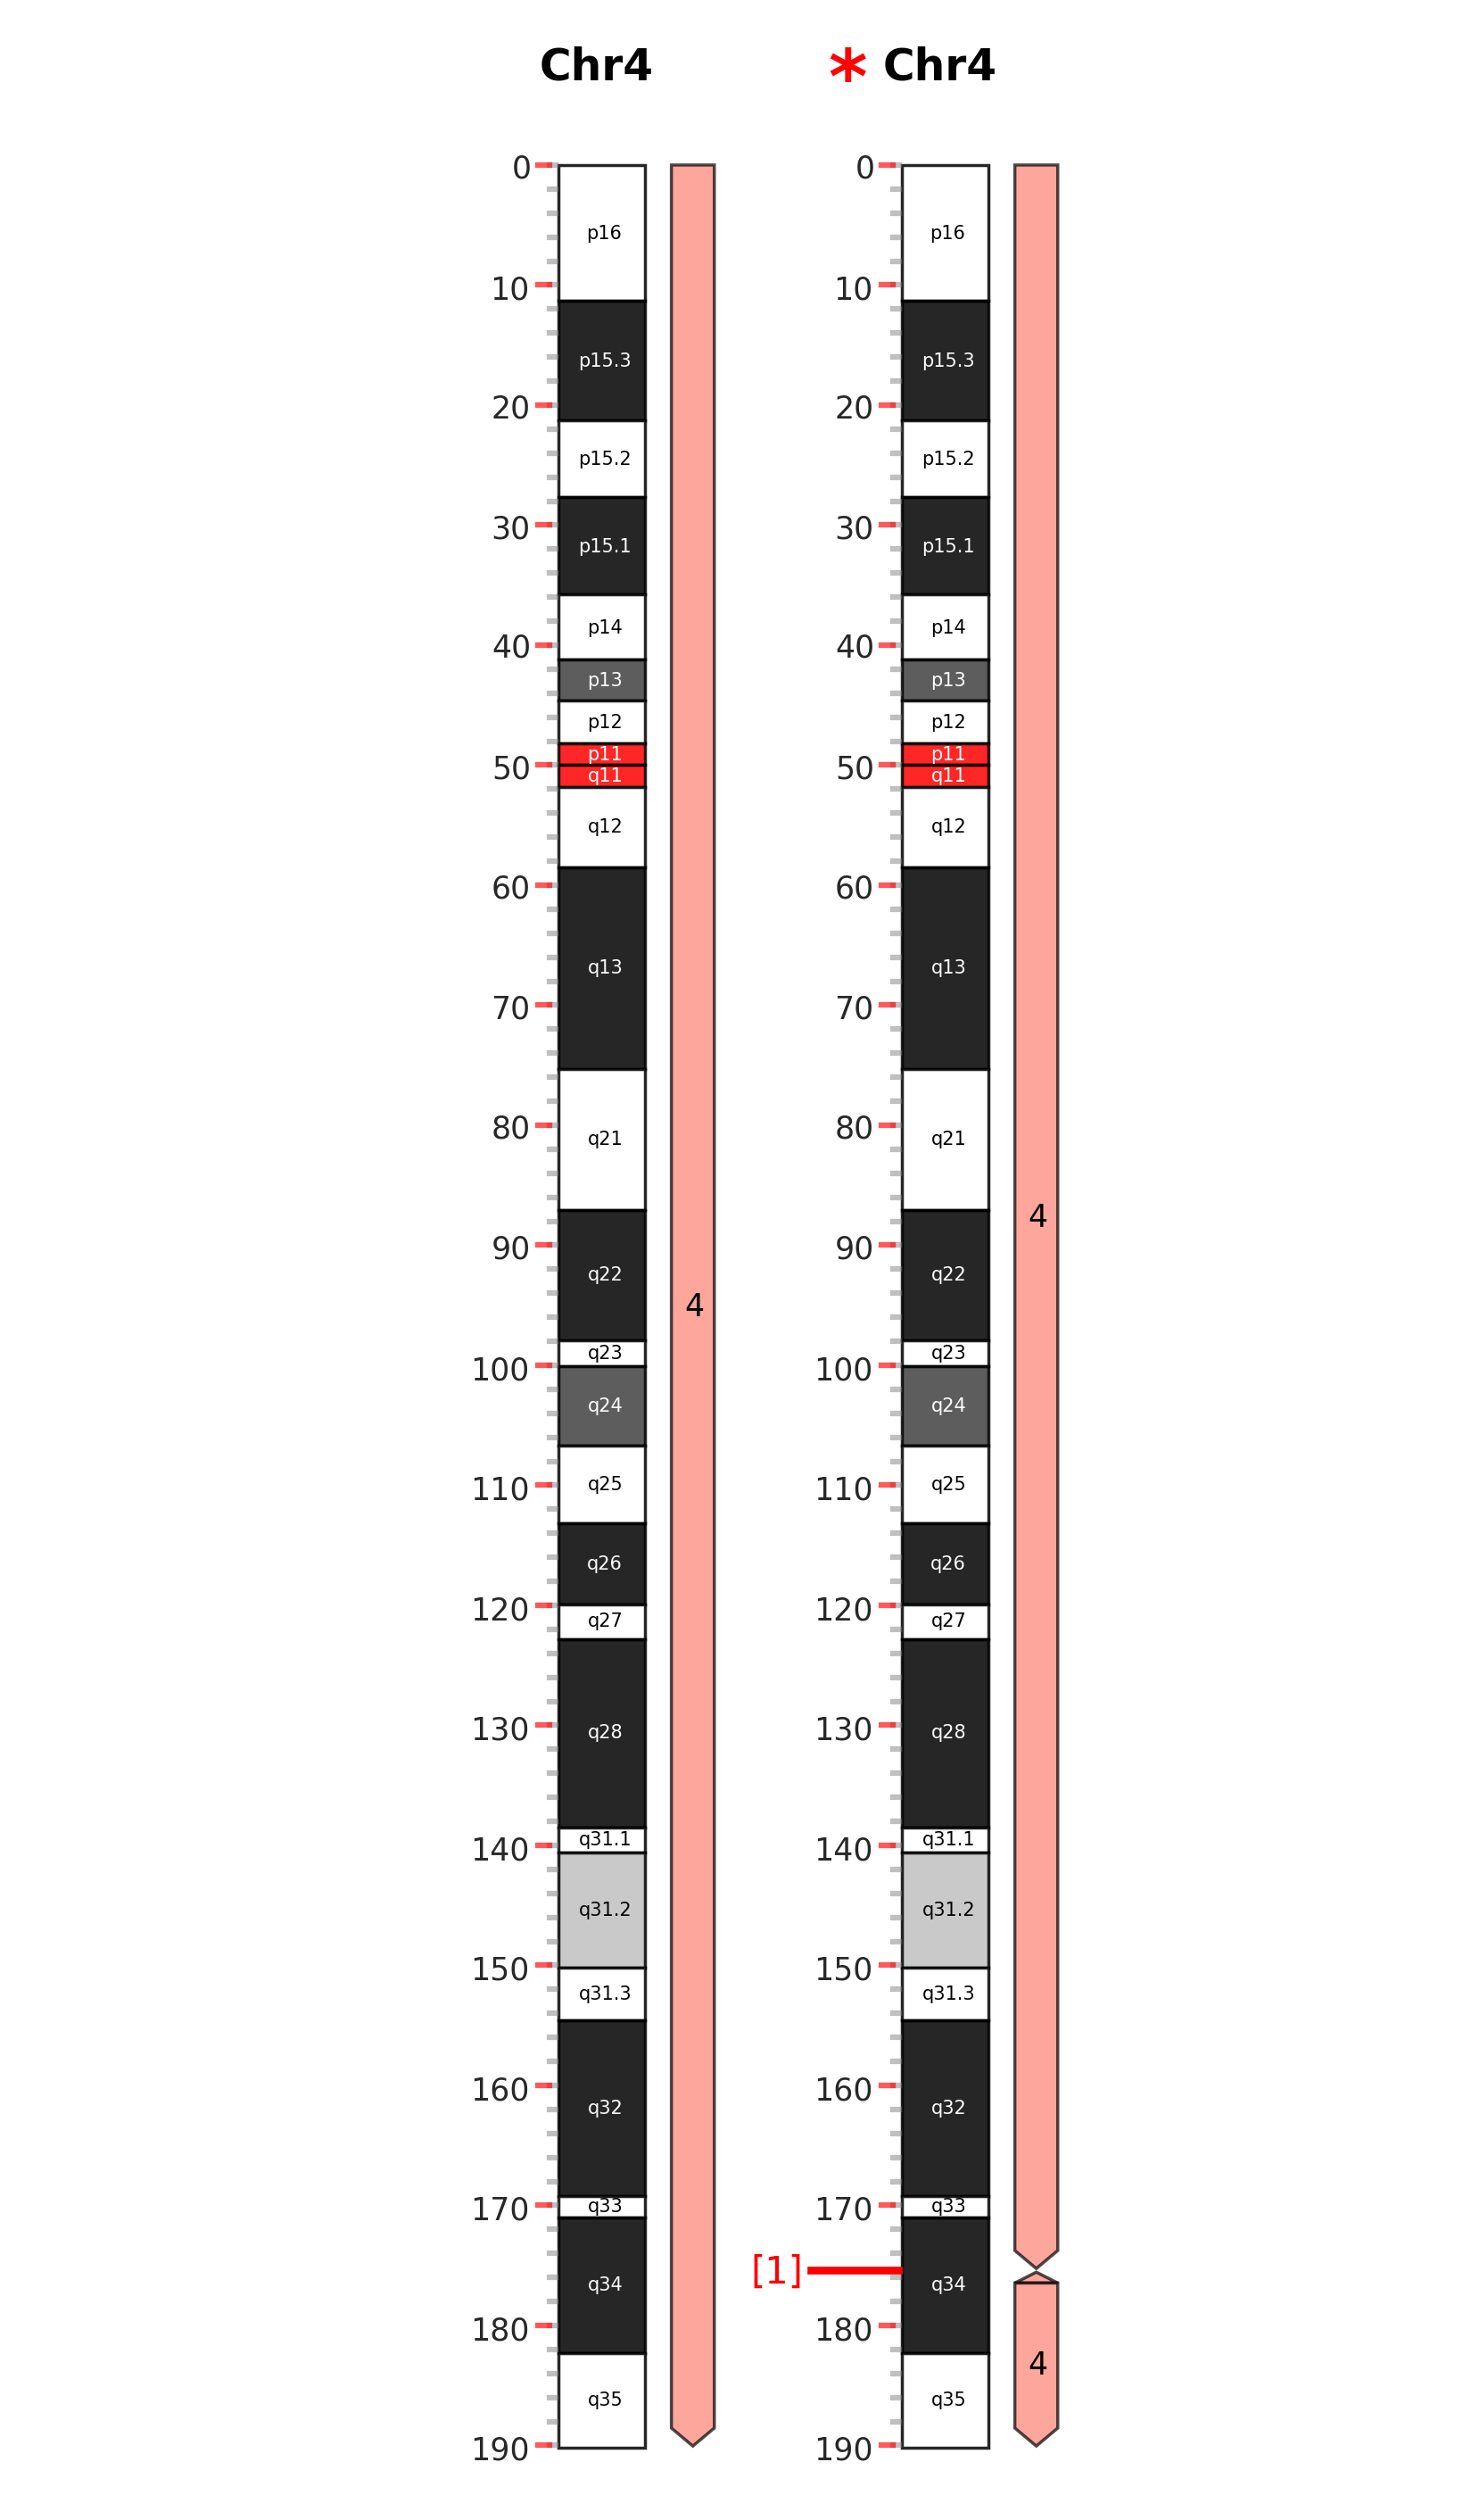 Chr4
* Chr4
0
p16
10
p15.3
20
p15.2
30
p15.1
p14
40
p13
p12
p11
50
q11
q12
60
q13
70
80
q21
90
q22
4
q23
100
q24
110
q25
q26
120
q27
130
q28
q31.1
140
q31.2
150
q31.3
160
q32
170
q33
q34
180
q35
190
0
p16
10
p15.3
20
p15.2
30
p15.1
p14
40
p13
p12
p11
50
q11
q12
60
q13
70
80
q21
4
90
q22
q23
100
q24
110
q25
q26
120
q27
130
q28
q31.1
140
q31.2
150
q31.3
160
q32
170
q33
[1]
q34
180
4
q35
190